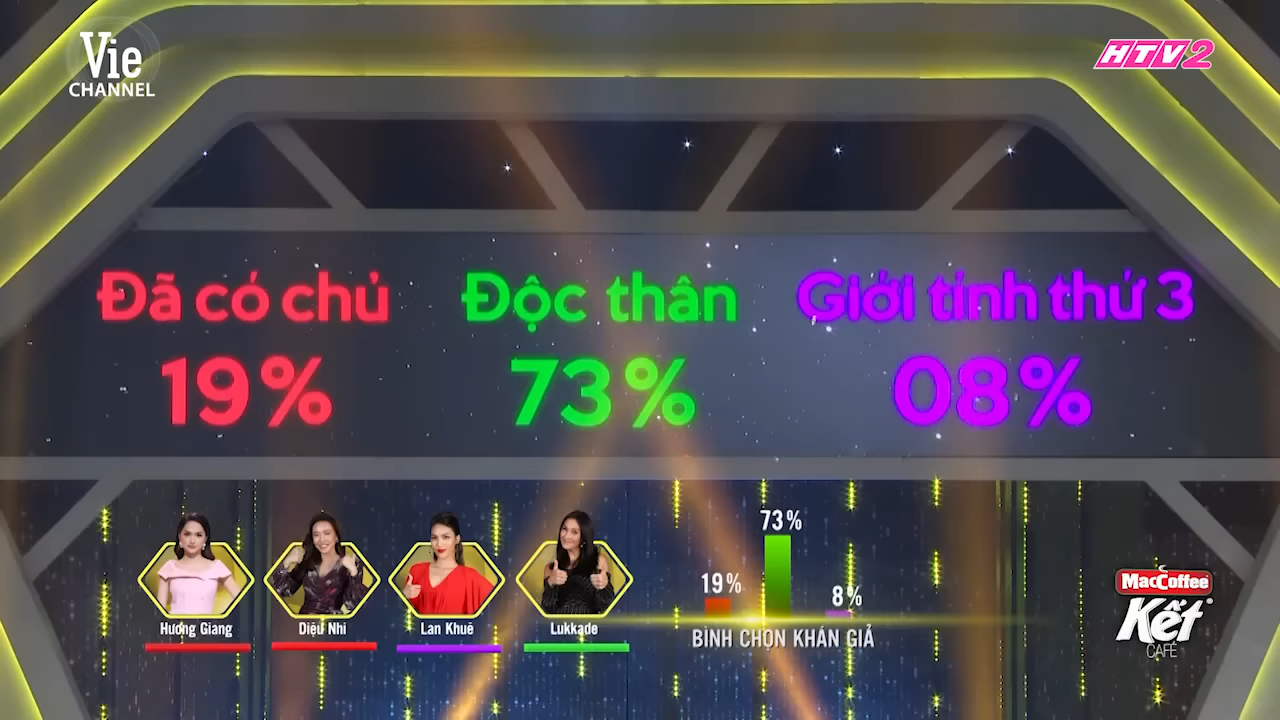 Vie
CHANNEL
HTV2
Đã có chủ
Độc thân
Giới tính thứ 3
19%
73%
08%
73%
19%
8%
Hương Giang
Diệu Nhi
Lan Khuê
Lukkade
BÌNH CHỌN KHÁN GIẢ
MacCoffee
Kết
CAFÉ